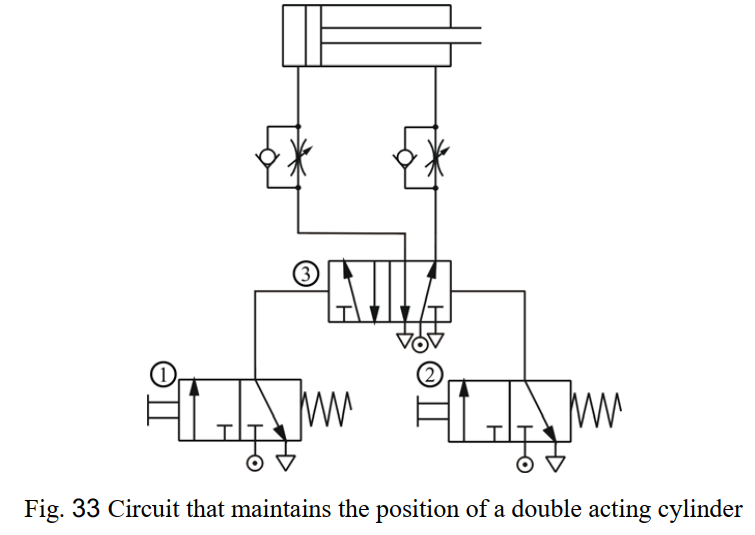 3
1
2
Fig. 33 Circuit that maintains the position of a double acting cylinder